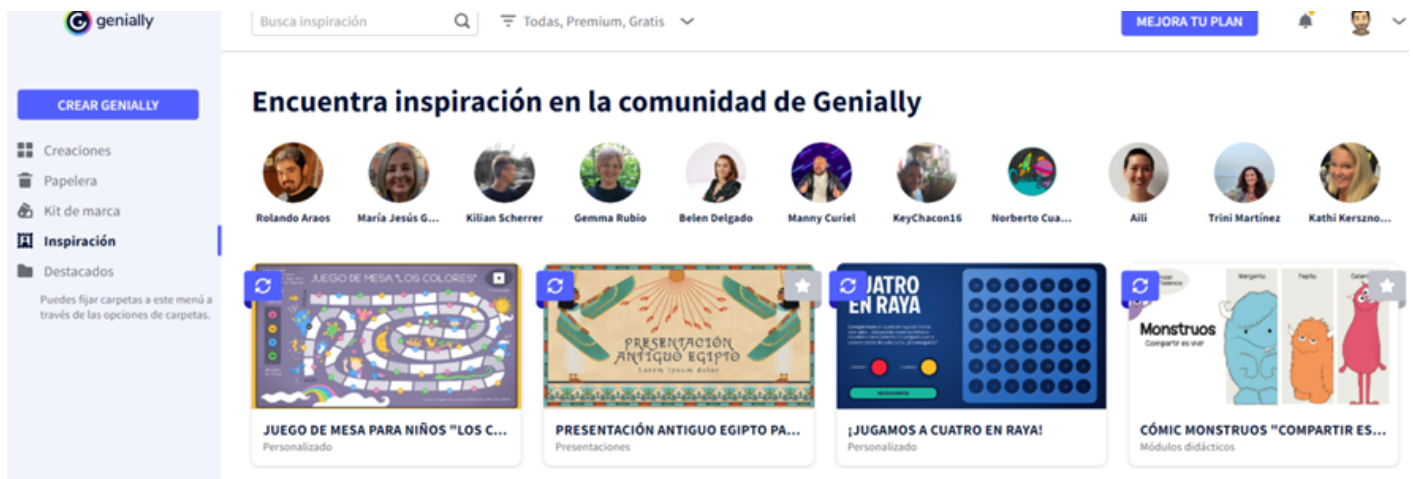 genially
Busca inspiración
Todas, Premium, Gratis
MEJORA TU PLAN
CREAR GENIALLY
Creaciones
Papelera
Kit de marca
Inspiración
Destacados
Puedes fijar carpetas a este menú a
través de las opciones de carpetas.
Encuentra inspiración en la comunidad de Genially
Rolando Araos
María Jesús G...
Kilian Scherrer
Gemma Rubio
Belen Delgado
Manny Curiel
KeyChacon16
Norberto Cua...
Aili
Trini Martínez
Kathi Kerszno...
JUEGO DE MESA "LOS COLORES"
JUEGO DE MESA PARA NIÑOS "LOS C...
Personalizado
PRESENTACIÓN
ANTIGUO EGIPTO
Lorem Ipsum dolor
PRESENTACIÓN ANTIGUO EGIPTO PA...
Presentaciones
EN RAYA
¡JUGAMOS A CUATRO EN RAYA!
Personalizado
Margarito
Pepito
Monstruos
Compartir es vivir
CÓMIC MONSTRUOS "COMPARTIR ES...
Módulos didácticos